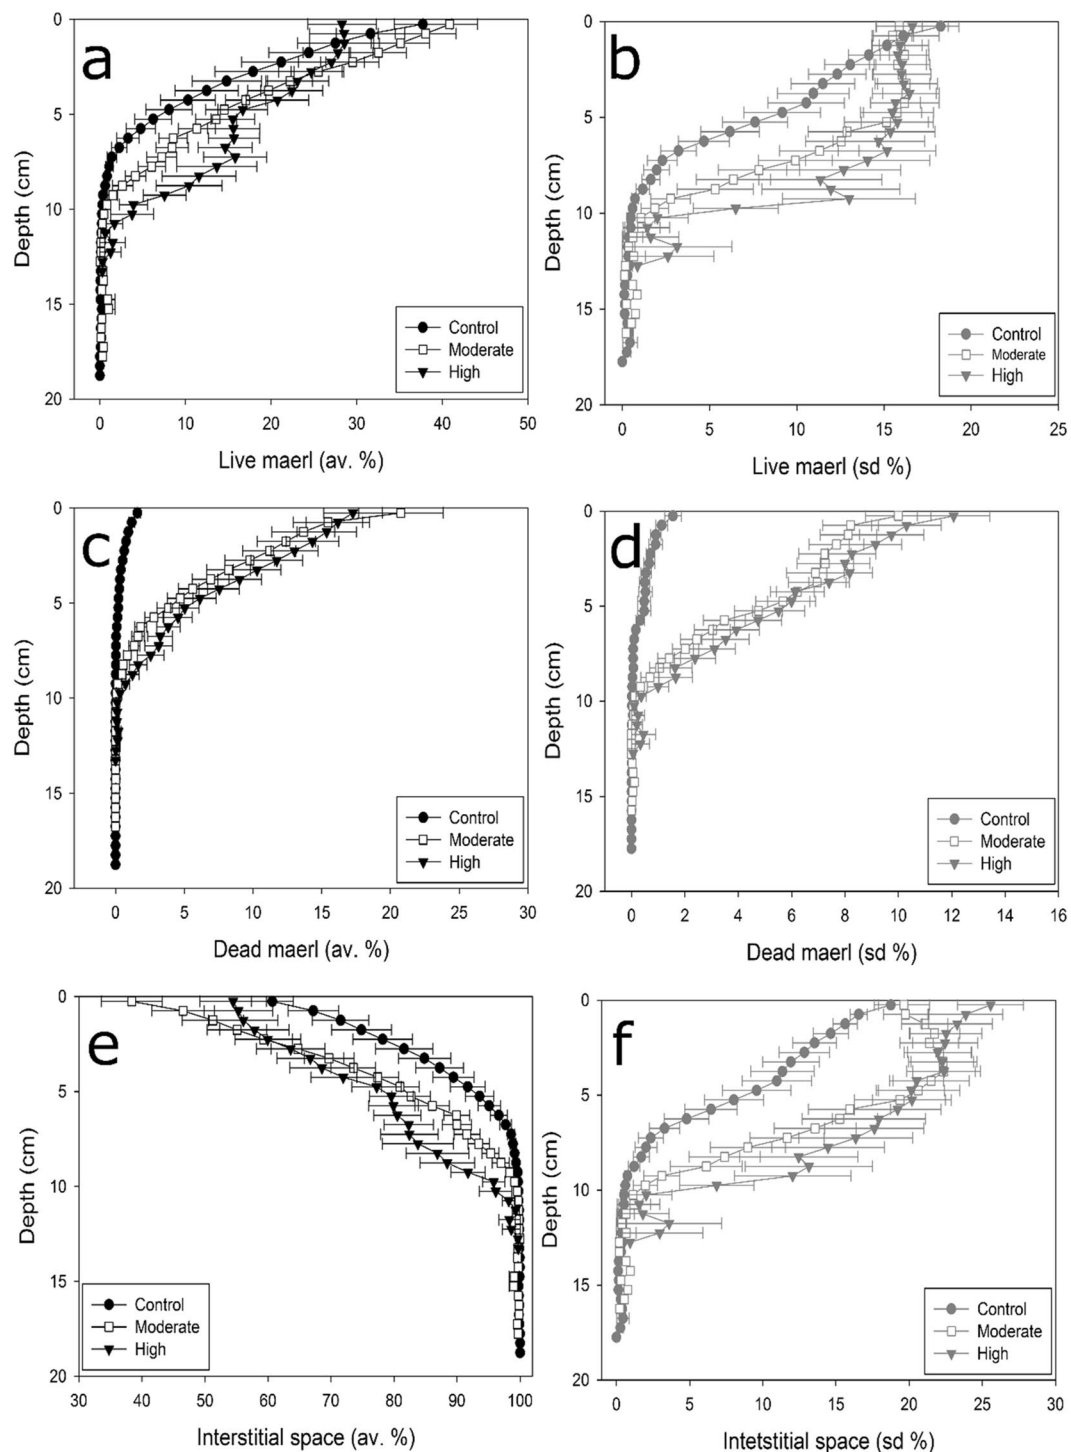 a
Depth (cm)
0
5
10
15
20
Control
Moderate
High
0 10 20 30 40 50
Live maerl (av. %)
b
Depth (cm)
0
5
10
15
20
Control
Moderate
High
0 5 10 15 20 25
Live maerl (sd %)
c
Depth (cm)
0
5
10
15
20
Control
Moderate
High
0 5 10 15 20 25 30
Dead maerl (av. %)
d
Depth (cm)
0
5
10
15
20
Control
Moderate
High
0 2 4 6 8 10 12 14 16
Dead maerl (sd %)
e
Depth (cm)
0
5
10
15
20
Control
Moderate
High
30 40 50 60 70 80 90 100
Interstitial space (av. %)
f
Depth (cm)
0
5
10
15
20
Control
Moderate
High
0 5 10 15 20 25 30
Intetstitial space (sd %)